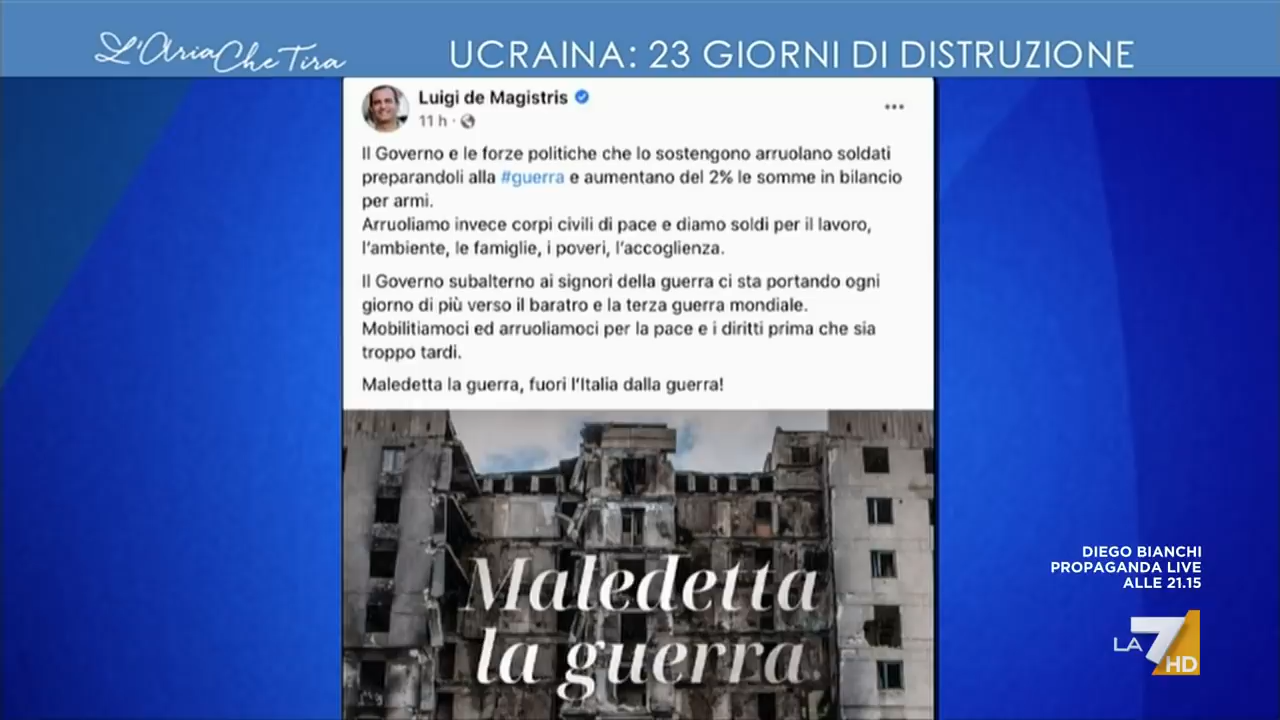 L'Aria Che Tira
UCRAINA: 23 GIORNI DI DISTRUZIONE
Luigi de Magistris
11 h ·
Il Governo e le forze politiche che lo sostengono arruolano soldati
preparandoli alla #guerra e aumentano del 2% le somme in bilancio
per armi.
Arruoliamo invece corpi civili di pace e diamo soldi per il lavoro,
l'ambiente, le famiglie, i poveri, l'accoglienza.
Il Governo subalterno ai signori della guerra ci sta portando ogni
giorno di più verso il baratro e la terza guerra mondiale.
Mobilitiamoci ed arruoliamoci per la pace e i diritti prima che sia
troppo tardi.
Maledetta la guerra, fuori l'Italia dalla guerra!
Maledetta
la guerra
DIEGO BIANCHI
PROPAGANDA LIVE
ALLE 21.15
LA 7 HD